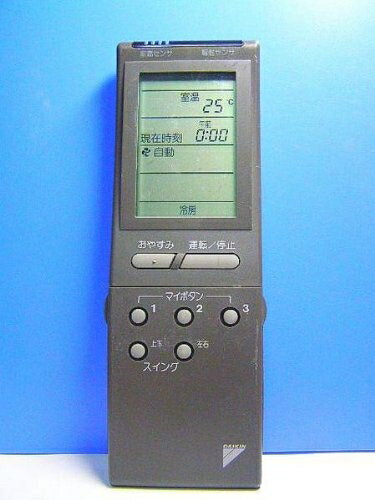 室温センサ 輻射センサ
室温 25℃
午前
現在時刻 0:00
自動
冷房
おやすみ 運転/停止
マイボタン
1 2 3
上下 左右
スイング
DAIKIN